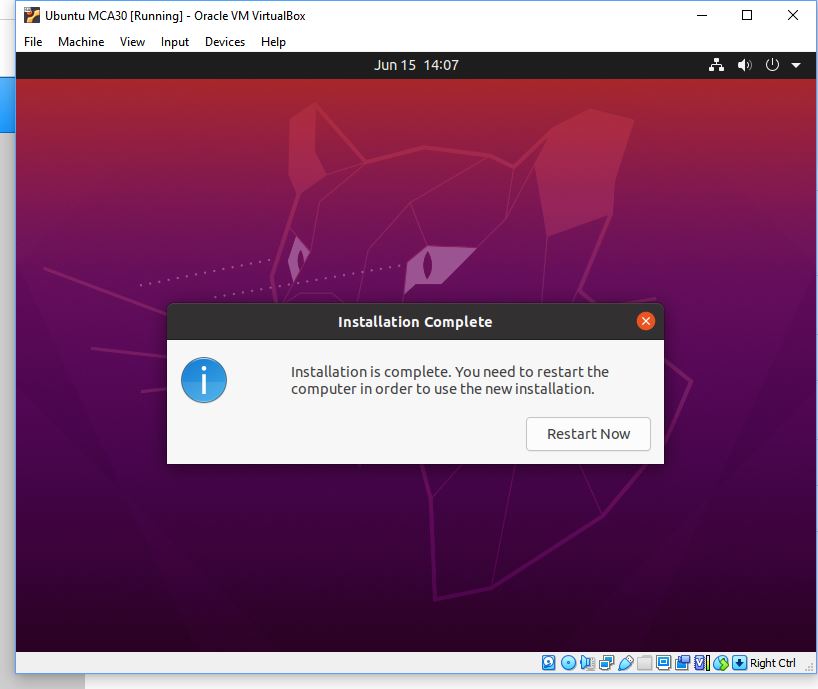 Ubuntu MCA30 [Running] - Oracle VM VirtualBox
File Machine View Input Devices Help
Jun 15 14:07
Installation Complete
Installation is complete. You need to restart the
computer in order to use the new installation.
Restart Now
Right Ctrl